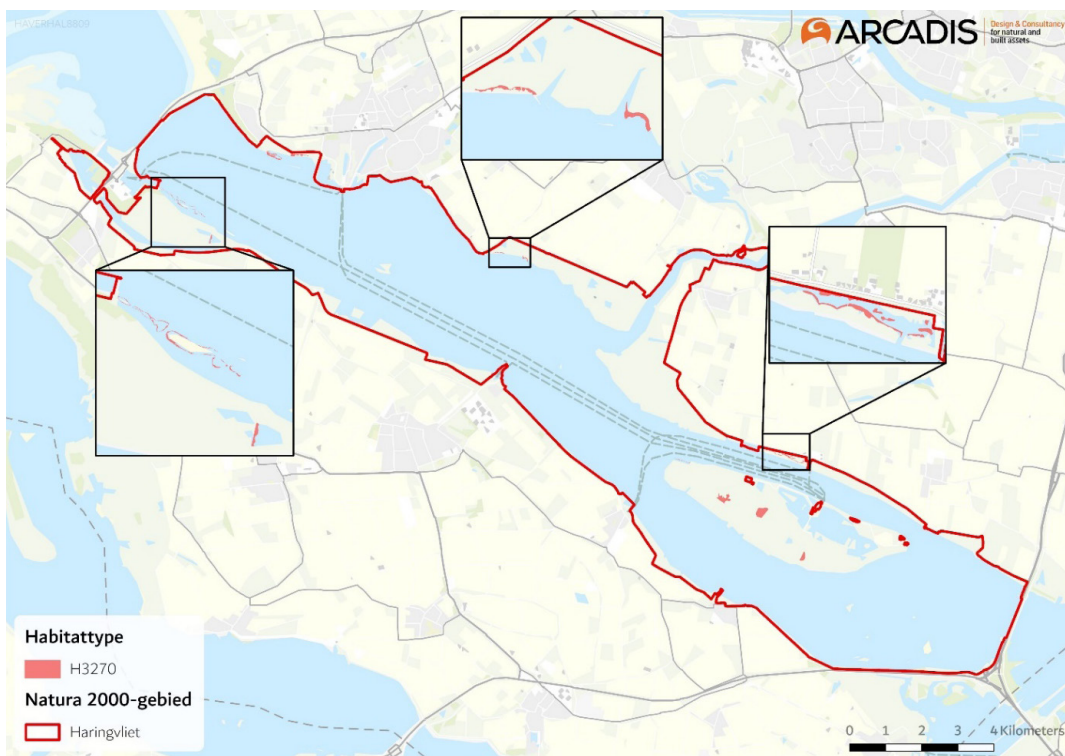 HAVERHALS609
ARCADIS
Design & Consultancy
for natural and
built assets
Habitattype
H3270
Natura 2000-gebied
Haringvliet
0 1 2 3 4 Kilometers